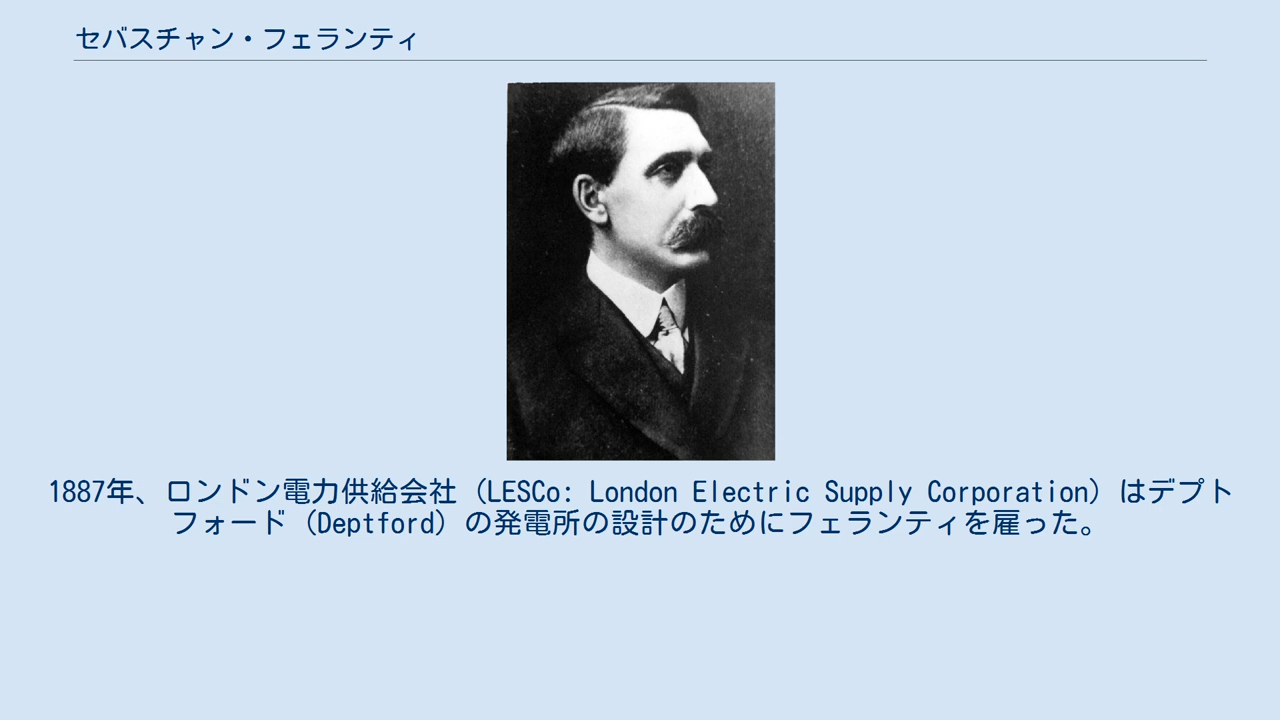 セバスチャン・フェランティ
1887年、ロンドン電力供給会社（LESCo: London Electric Supply Corporation）はデプト
フォード（Deptford）の発電所の設計のためにフェランティを雇った。